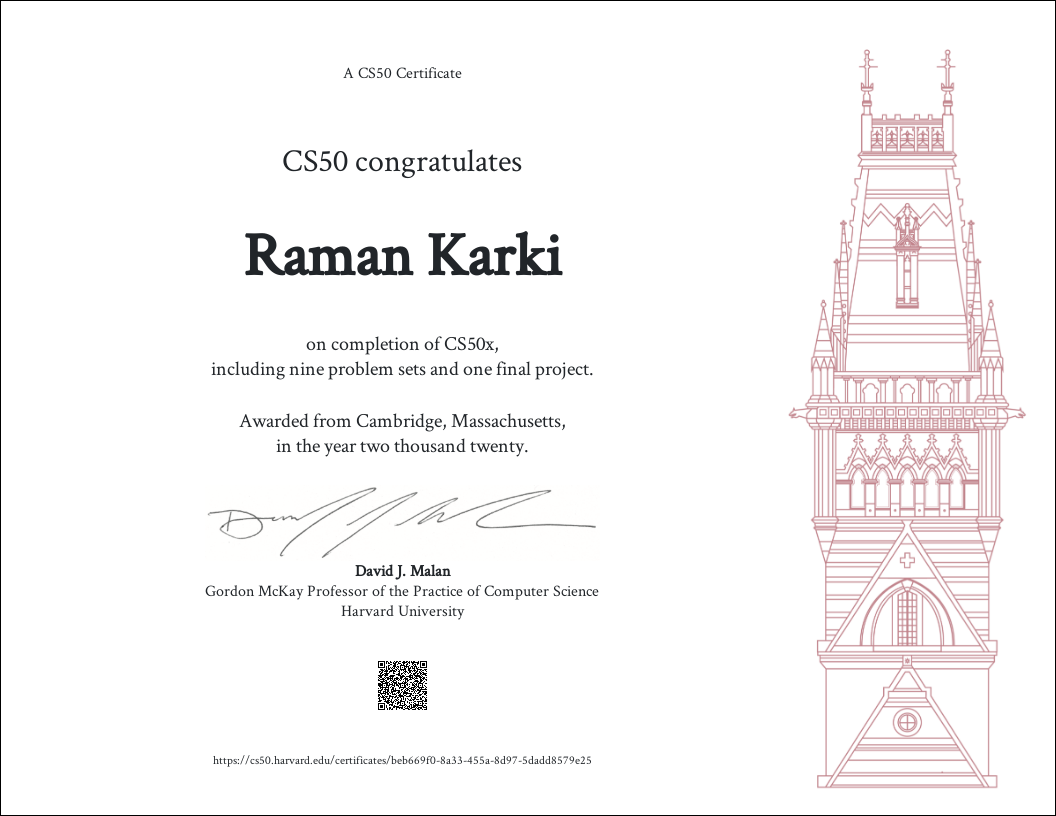 A CS50 Certificate
CS50 congratulates
Raman Karki
on completion of CS50x,
including nine problem sets and one final project.
Awarded from Cambridge, Massachusetts,
in the year two thousand twenty.
David J. Malan
Gordon McKay Professor of the Practice of Computer Science
Harvard University
https://cs50.harvard.edu/certificates/beb669f0-8a33-455a-8d97-5dadd8579e25